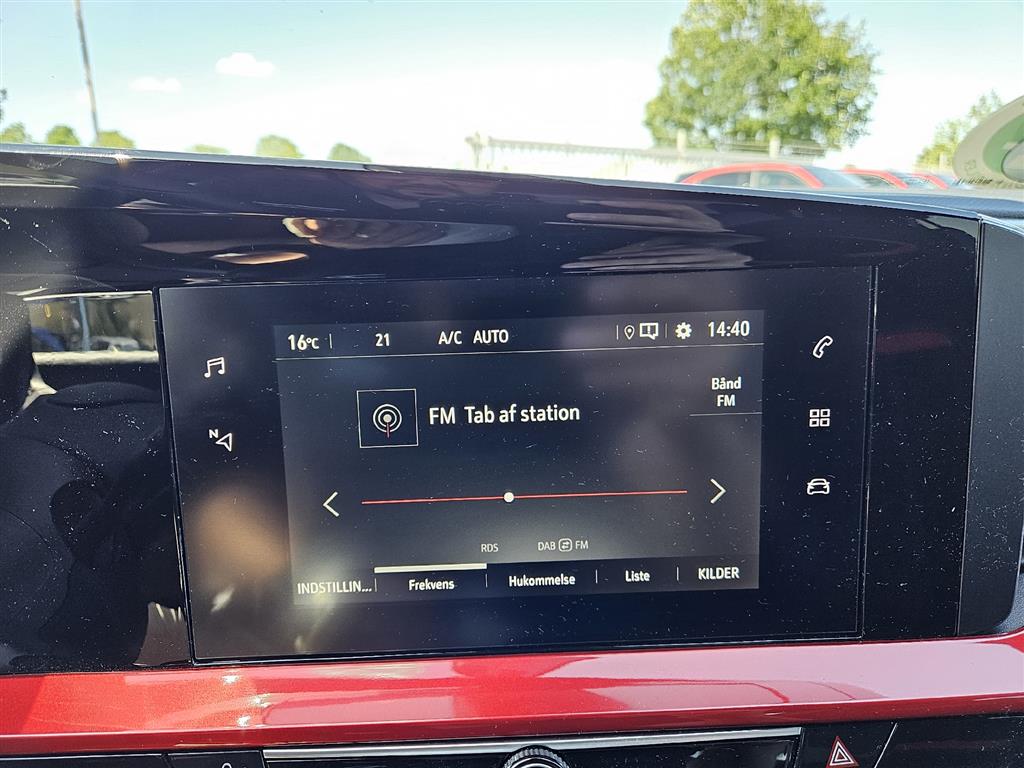 16°C 21 A/C AUTO 14:40
Bånd
FM
FM Tab af station
N
RDS DAB FM
INDSTILLIN... Frekvens Hukommelse Liste KILDER